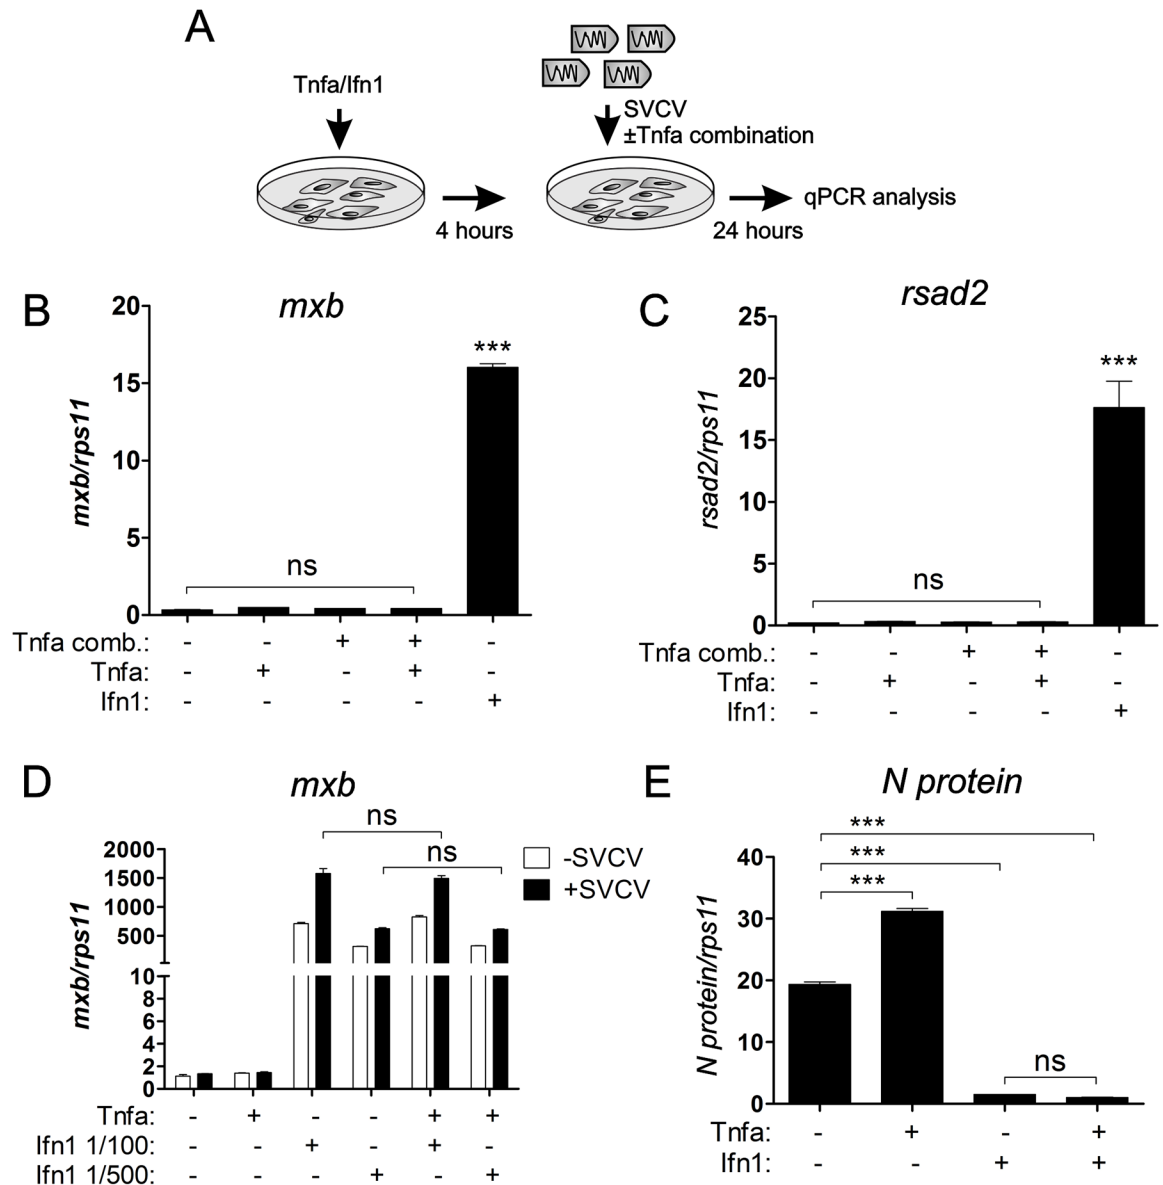 A
Tnfa/Ifn1
SVCV
±Tnfa combination
4 hours
24 hours
qPCR analysis
B
mxb
mxb/rps11
20
15
10
5
0
ns
***
Tnfa comb.: - - + + -
Tnfa: - + - + -
Ifn1: - - - - +
C
rsad2
rsad2/rps11
25
20
15
10
5
0
ns
***
Tnfa comb.: - - + + -
Tnfa: - + - + -
Ifn1: - - - - +
D
mxb
mxb/rps11
2000
1500
1000
500
10
8
6
4
2
0
ns
ns
-SVCV
+SVCV
Tnfa: - + - - + +
Ifn1 1/100: - - + - + -
Ifn1 1/500: - - - + - +
E
N protein
N protein/rps11
40
30
20
10
0
***
***
***
ns
Tnfa: - + - +
Ifn1: - - + +